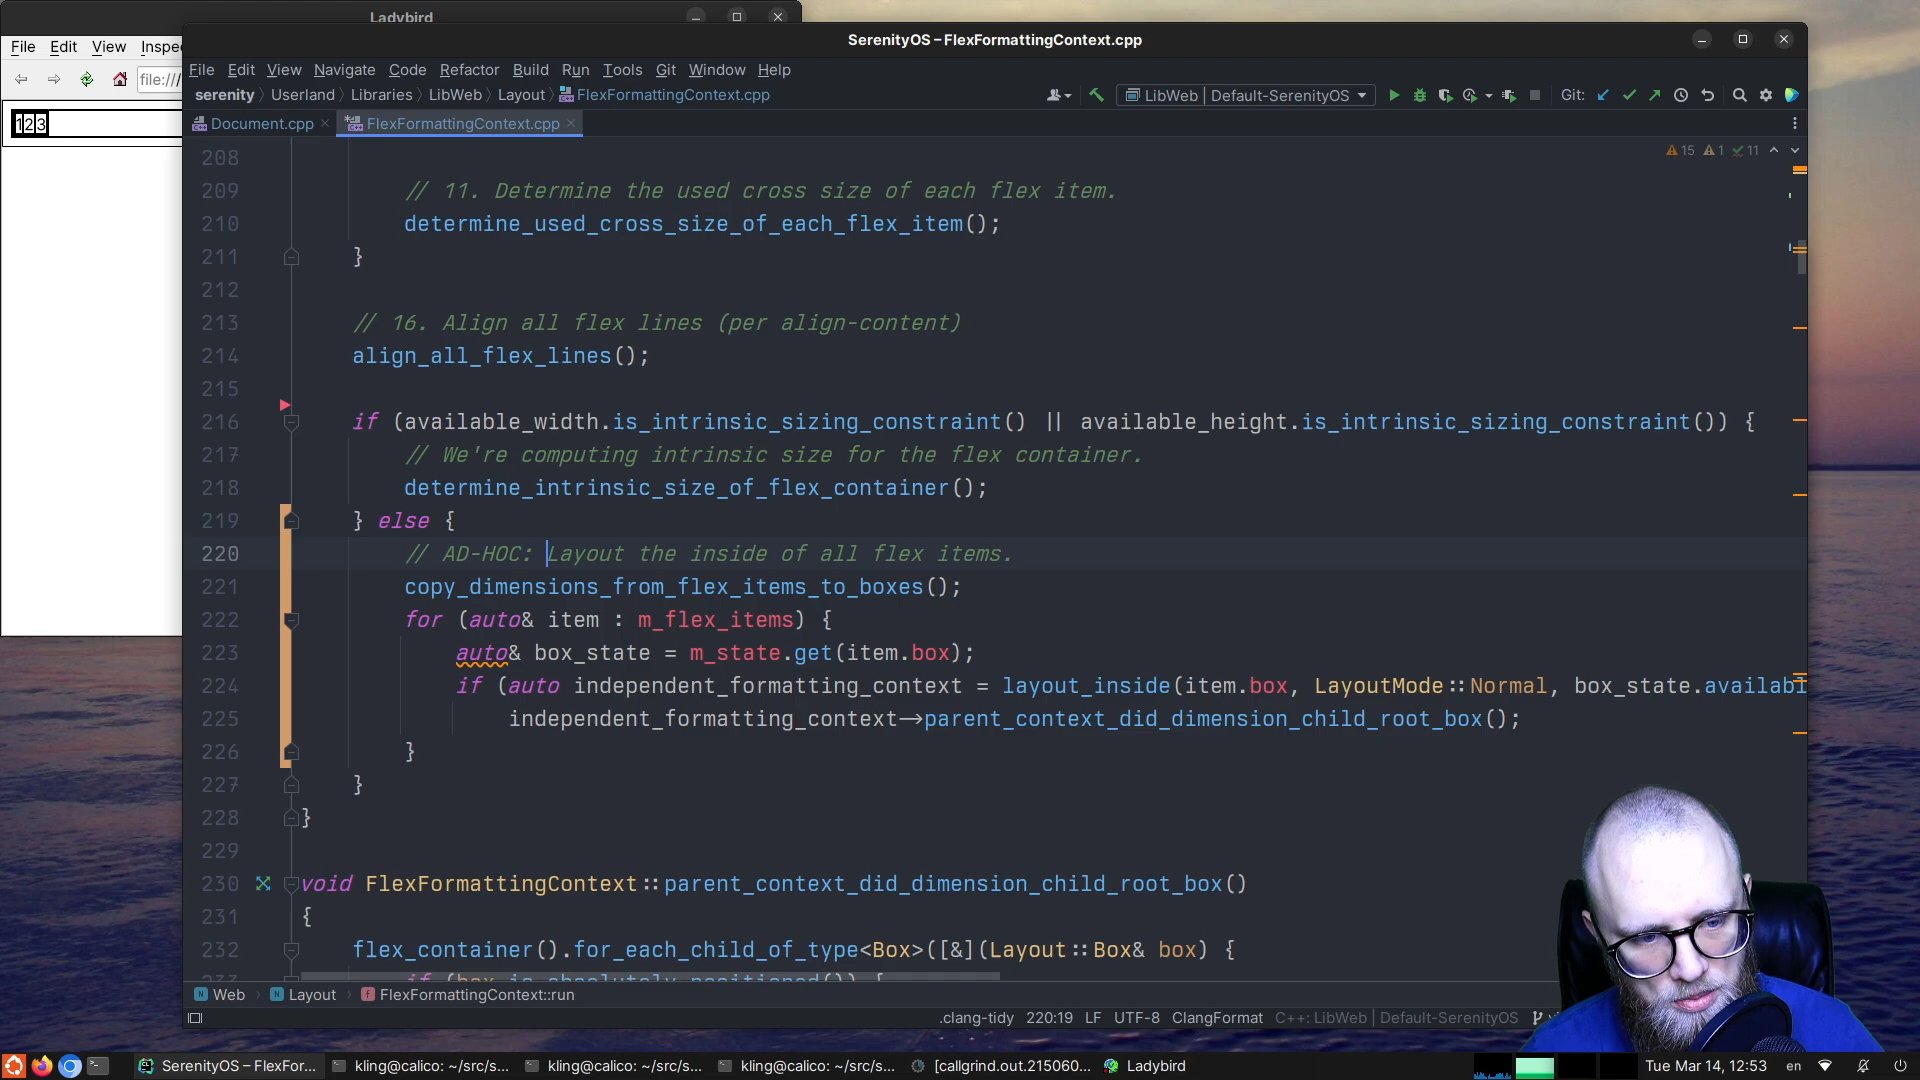 Ladybird
File Edit View Inspec
file:///
123
SerenityOS – FlexFormattingContext.cpp
File Edit View Navigate Code Refactor Build Run Tools Git Window Help
serenity Userland Libraries LibWeb Layout FlexFormattingContext.cpp
LibWeb | Default-SerenityOS
Git:
Document.cpp
FlexFormattingContext.cpp
15 1 11
208
209 // 11. Determine the used cross size of each flex item.
210 determine_used_cross_size_of_each_flex_item();
211 }
212
213 // 16. Align all flex lines (per align-content)
214 align_all_flex_lines();
215
216 if (available_width.is_intrinsic_sizing_constraint() || available_height.is_intrinsic_sizing_constraint()) {
217 // We're computing intrinsic size for the flex container.
218 determine_intrinsic_size_of_flex_container();
219 } else {
220 // AD-HOC: Layout the inside of all flex items.
221 copy_dimensions_from_flex_items_to_boxes();
222 for (auto& item : m_flex_items) {
223 auto& box_state = m_state.get(item.box);
224 if (auto independent_formatting_context = layout_inside(item.box, LayoutMode::Normal, box_state.availabl
225 independent_formatting_context->parent_context_did_dimension_child_root_box();
226 }
227 }
228 }
229
230 void FlexFormattingContext::parent_context_did_dimension_child_root_box()
231 {
232 flex_container().for_each_child_of_type<Box>([&](Layout::Box& box) {
233 if (box.is_absolutely_positioned()) {
Web Layout FlexFormattingContext::run
.clang-tidy 220:19 LF UTF-8 ClangFormat C++: LibWeb | Default-SerenityOS
SerenityOS – FlexFor...
kling@calico: ~/src/s...
kling@calico: ~/src/s...
kling@calico: ~/src/s...
[callgrind.out.215060...
Ladybird
Tue Mar 14, 12:53
en